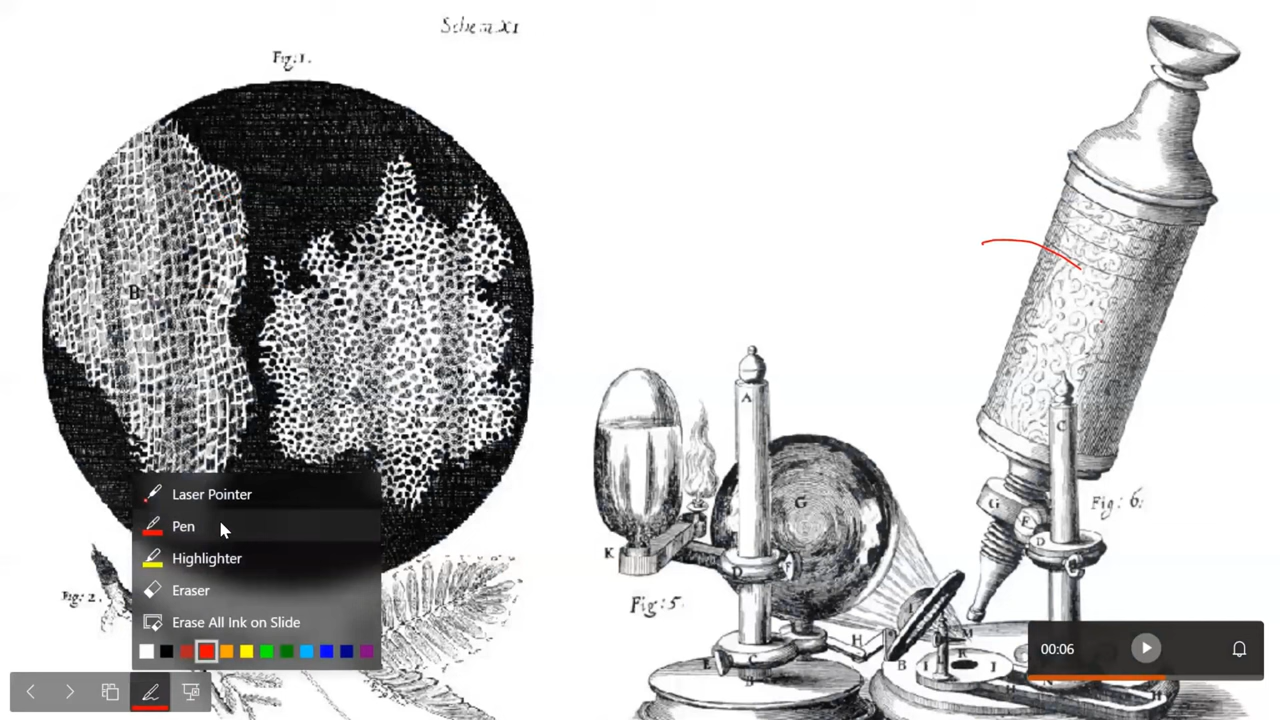 Schem. XI
Fig: 1.
B
A
Fig: 2.
A
G
K
D
F
C
G
F
D
Fig: 6:
Fig: 5.
H
M
B
I
R
I
E
C
H
Laser Pointer
Pen
Highlighter
Eraser
Erase All Ink on Slide
00:06